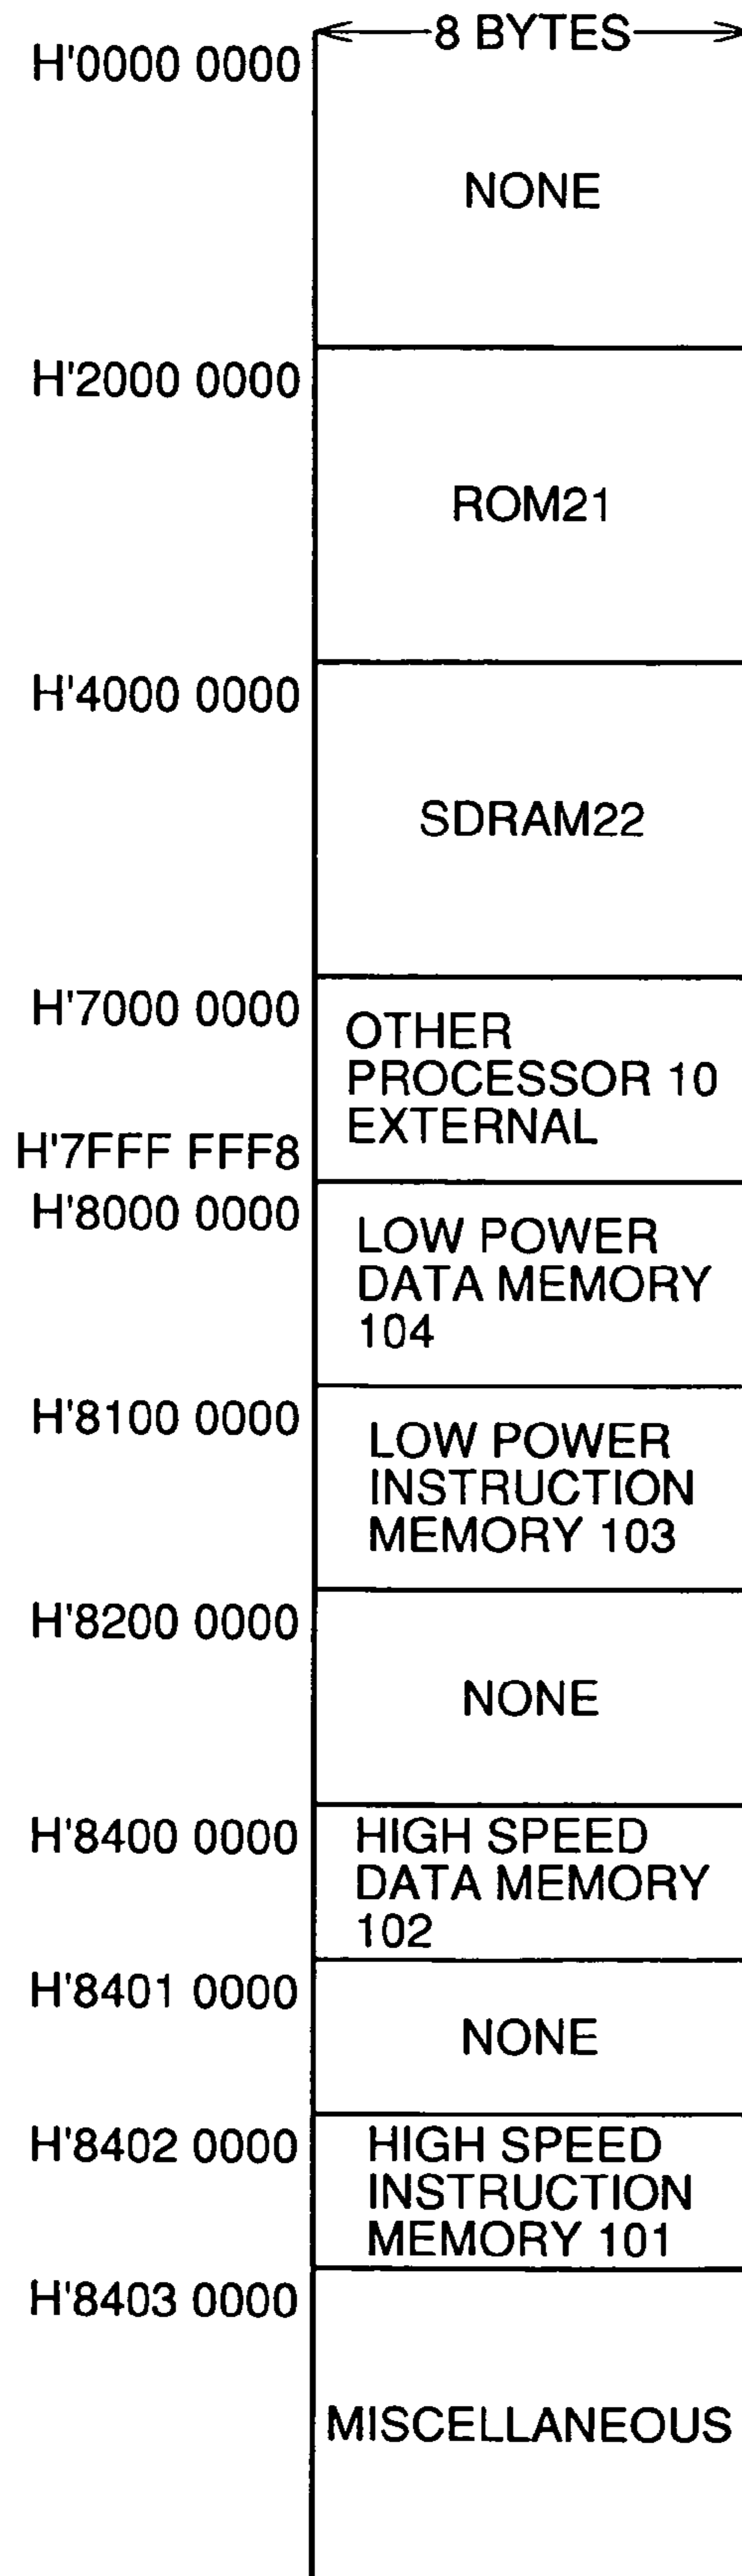 8 BYTES
H'0000 0000
NONE
H'2000 0000
ROM21
H'4000 0000
SDRAM22
H'7000 0000
OTHER
PROCESSOR 10
EXTERNAL
H'7FFF FFF8
H'8000 0000
LOW POWER
DATA MEMORY
104
H'8100 0000
LOW POWER
INSTRUCTION
MEMORY 103
H'8200 0000
NONE
H'8400 0000
HIGH SPEED
DATA MEMORY
102
H'8401 0000
NONE
H'8402 0000
HIGH SPEED
INSTRUCTION
MEMORY 101
H'8403 0000
MISCELLANEOUS